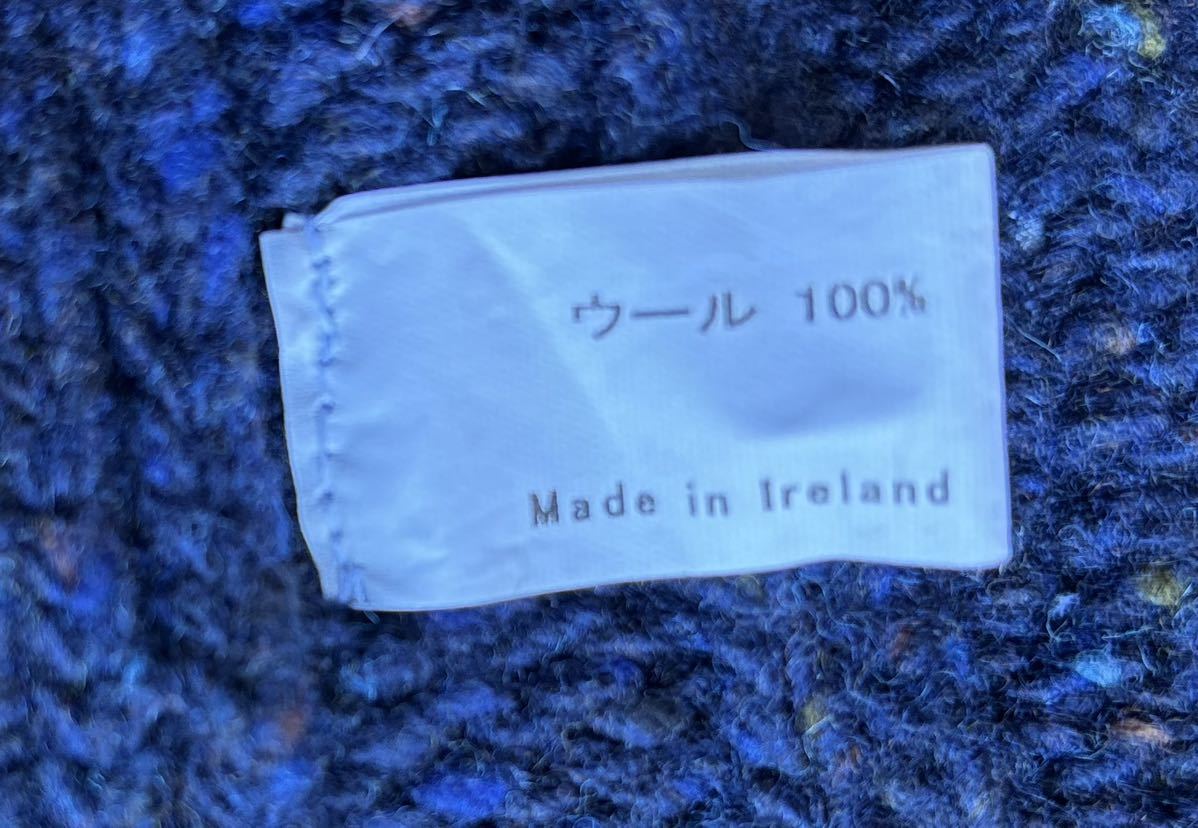 ウール 100%
Made in Ireland